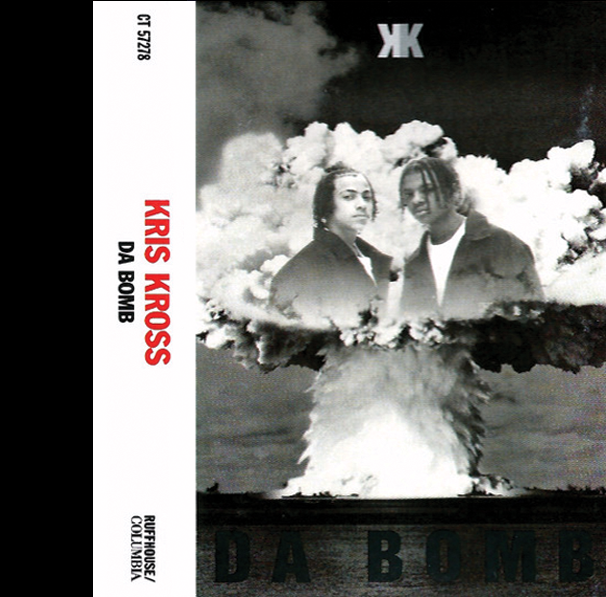 CT 57278
KRIS KROSS
DA BOMB
RUFFHOUSE/
COLUMBIA
KK
DA BOMB